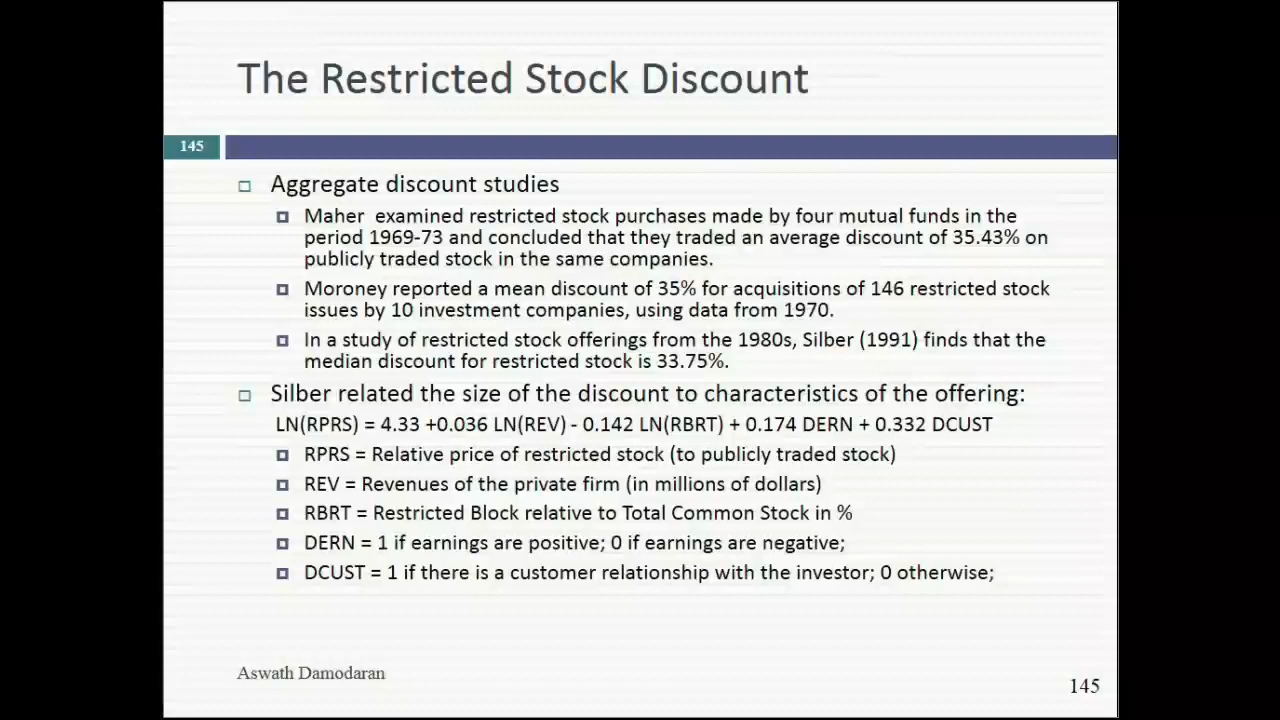 The Restricted Stock Discount
145
Aggregate discount studies
Maher examined restricted stock purchases made by four mutual funds in the
period 1969-73 and concluded that they traded an average discount of 35.43% on
publicly traded stock in the same companies.
Moroney reported a mean discount of 35% for acquisitions of 146 restricted stock
issues by 10 investment companies, using data from 1970.
In a study of restricted stock offerings from the 1980s, Silber (1991) finds that the
median discount for restricted stock is 33.75%.
Silber related the size of the discount to characteristics of the offering:
LN(RPRS) = 4.33 +0.036 LN(REV) - 0.142 LN(RBRT) + 0.174 DERN + 0.332 DCUST
RPRS = Relative price of restricted stock (to publicly traded stock)
REV = Revenues of the private firm (in millions of dollars)
RBRT = Restricted Block relative to Total Common Stock in %
DERN = 1 if earnings are positive; 0 if earnings are negative;
DCUST = 1 if there is a customer relationship with the investor; 0 otherwise;
Aswath Damodaran
145